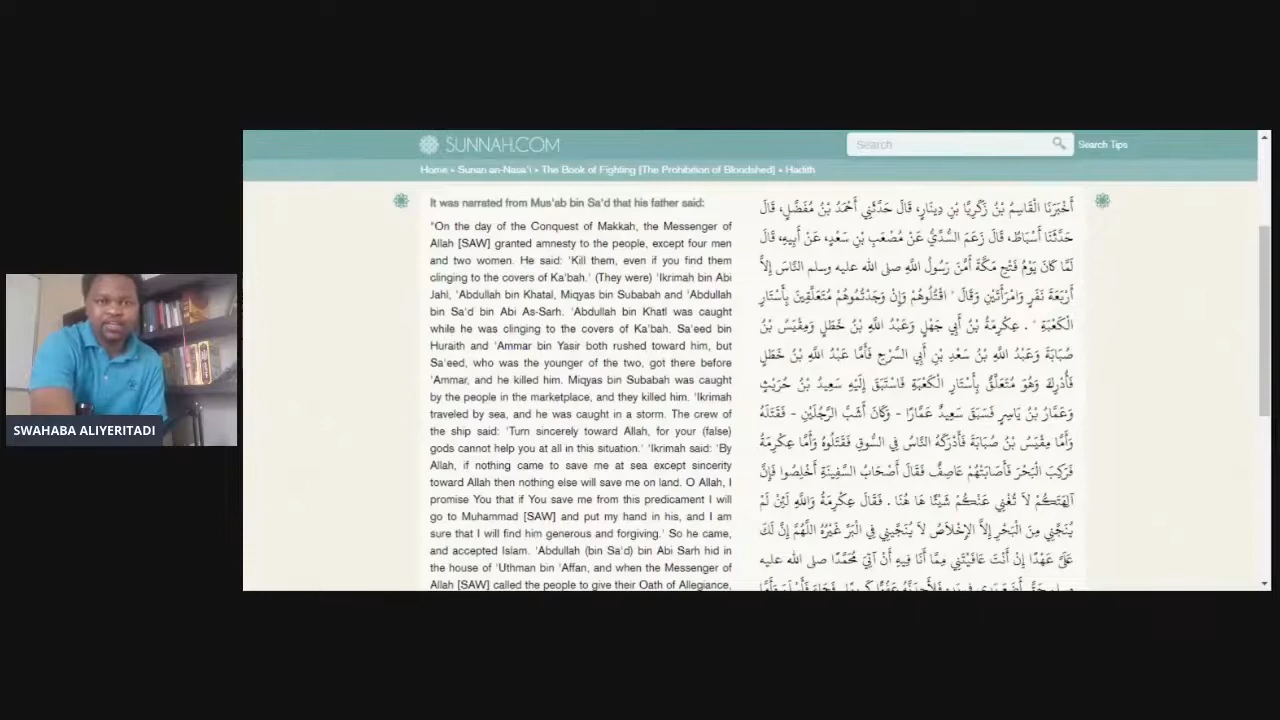 SUNNAH.COM
Search
Search Tips
Home » Sunan an-Nasa'i » The Book of Fighting [The Prohibition of Bloodshed] » Hadith
It was narrated from Mus'ab bin Sa'd that his father said:
"On the day of the Conquest of Makkah, the Messenger of
Allah [SAW] granted amnesty to the people, except four men
and two women. He said: 'Kill them, even if you find them
clinging to the covers of Ka'bah.' (They were) 'Ikrimah bin Abi
Jahl, 'Abdullah bin Khatal, Miqyas bin Subabah and 'Abdullah
bin Sa'd bin Abi As-Sarh. 'Abdullah bin Khatl was caught
while he was clinging to the covers of Ka'bah. Sa'eed bin
Huraith and 'Ammar bin Yasir both rushed toward him, but
Sa'eed, who was the younger of the two, got there before
'Ammar, and he killed him. Miqyas bin Subabah was caught
by the people in the marketplace, and they killed him. 'Ikrimah
traveled by sea, and he was caught in a storm. The crew of
the ship said: 'Turn sincerely toward Allah, for your (false)
gods cannot help you at all in this situation.' 'Ikrimah said: 'By
Allah, if nothing came to save me at sea except sincerity
toward Allah then nothing else will save me on land. O Allah, I
promise You that if You save me from this predicament I will
go to Muhammad [SAW] and put my hand in his, and I am
sure that I will find him generous and forgiving.' So he came,
and accepted Islam. 'Abdullah (bin Sa'd) bin Abi Sarh hid in
the house of 'Uthman bin 'Affan, and when the Messenger of
Allah [SAW] called the people to give their Oath of Allegiance,
أَخْبَرَنَا الْقَاسِمُ بْنُ زَكَرِيَّا بْنِ دِينَارٍ، قَالَ حَدَّثَنِي أَحْمَدُ بْنُ مُفَضَّلٍ، قَالَ
حَدَّثَنَا أَسْبَاطٌ، قَالَ زَعَمَ السُّدِّيُّ عَنْ مُصْعَبِ بْنِ سَعْدٍ، عَنْ أَبِيهِ، قَالَ
لَمَّا كَانَ يَوْمُ فَتْحِ مَكَّةَ أَمَّنَ رَسُولُ اللَّهِ صلى الله عليه وسلم النَّاسَ إِلاَّ
أَرْبَعَةَ نَفَرٍ وَامْرَأَتَيْنِ وَقَالَ " اقْتُلُوهُمْ وَإِنْ وَجَدْتُمُوهُمْ مُتَعَلِّقِينَ بِأَسْتَارِ
الْكَعْبَةِ " . عِكْرِمَةُ بْنُ أَبِي جَهْلٍ وَعَبْدُ اللَّهِ بْنُ خَطَلٍ وَمِقْيَسُ بْنُ
صُبَابَةَ وَعَبْدُ اللَّهِ بْنُ سَعْدِ بْنِ أَبِي السَّرْحِ فَأَمَّا عَبْدُ اللَّهِ بْنُ خَطَلٍ
فَأُدْرِكَ وَهُوَ مُتَعَلِّقٌ بِأَسْتَارِ الْكَعْبَةِ فَاسْتَبَقَ إِلَيْهِ سَعِيدُ بْنُ حُرَيْثٍ
وَعَمَّارُ بْنُ يَاسِرٍ فَسَبَقَ سَعِيدٌ عَمَّارًا - وَكَانَ أَشَبَّ الرَّجُلَيْنِ - فَقَتَلَهُ
وَأَمَّا مِقْيَسُ بْنُ صُبَابَةَ فَأَدْرَكَهُ النَّاسُ فِي السُّوقِ فَقَتَلُوهُ وَأَمَّا عِكْرِمَةُ
فَرَكِبَ الْبَحْرَ فَأَصَابَتْهُمْ عَاصِفٌ فَقَالَ أَصْحَابُ السَّفِينَةِ أَخْلِصُوا فَإِنَّ
آلِهَتَكُمْ لاَ تُغْنِي عَنْكُمْ شَيْئًا هَا هُنَا . فَقَالَ عِكْرِمَةُ وَاللَّهِ لَئِنْ لَمْ
يُنَجِّنِي مِنَ الْبَحْرِ إِلاَّ الإِخْلاَصُ لاَ يُنَجِّينِي فِي الْبَرِّ غَيْرُهُ اللَّهُمَّ إِنَّ لَكَ
عَلَىَّ عَهْدًا إِنْ أَنْتَ عَافَيْتَنِي مِمَّا أَنَا فِيهِ أَنْ آتِيَ مُحَمَّدًا صلى الله عليه
SWAHABA ALIYERITADI